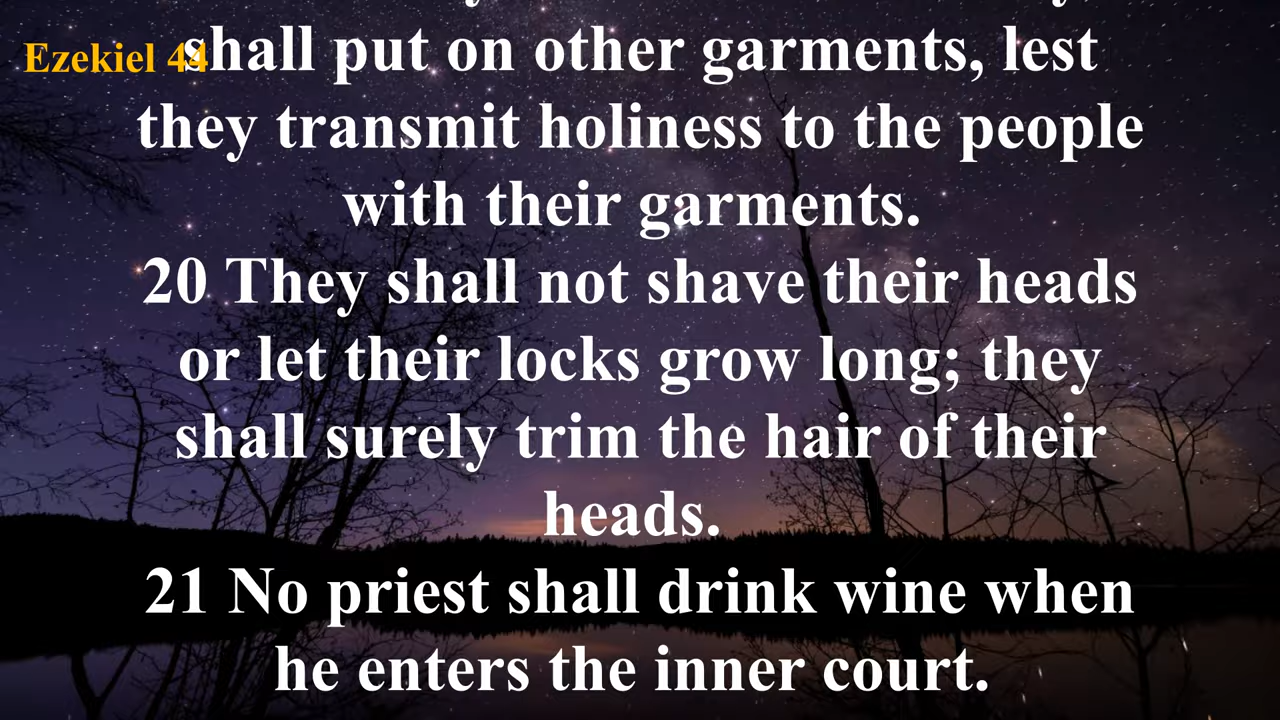 Ezekiel 44
shall put on other garments, lest
they transmit holiness to the people
with their garments.
20 They shall not shave their heads
or let their locks grow long; they
shall surely trim the hair of their
heads.
21 No priest shall drink wine when
he enters the inner court.